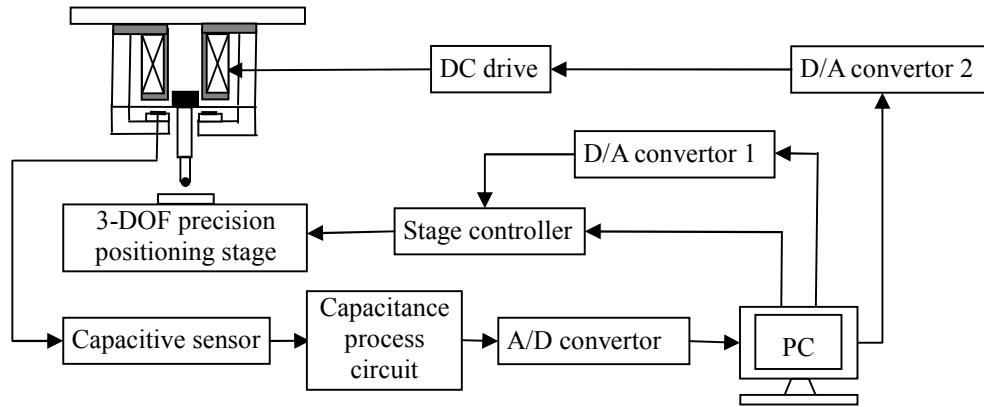 DC drive
D/A convertor 2
D/A convertor 1
3-DOF precision
positioning stage
Stage controller
Capacitive sensor
Capacitance
process
circuit
A/D convertor
PC